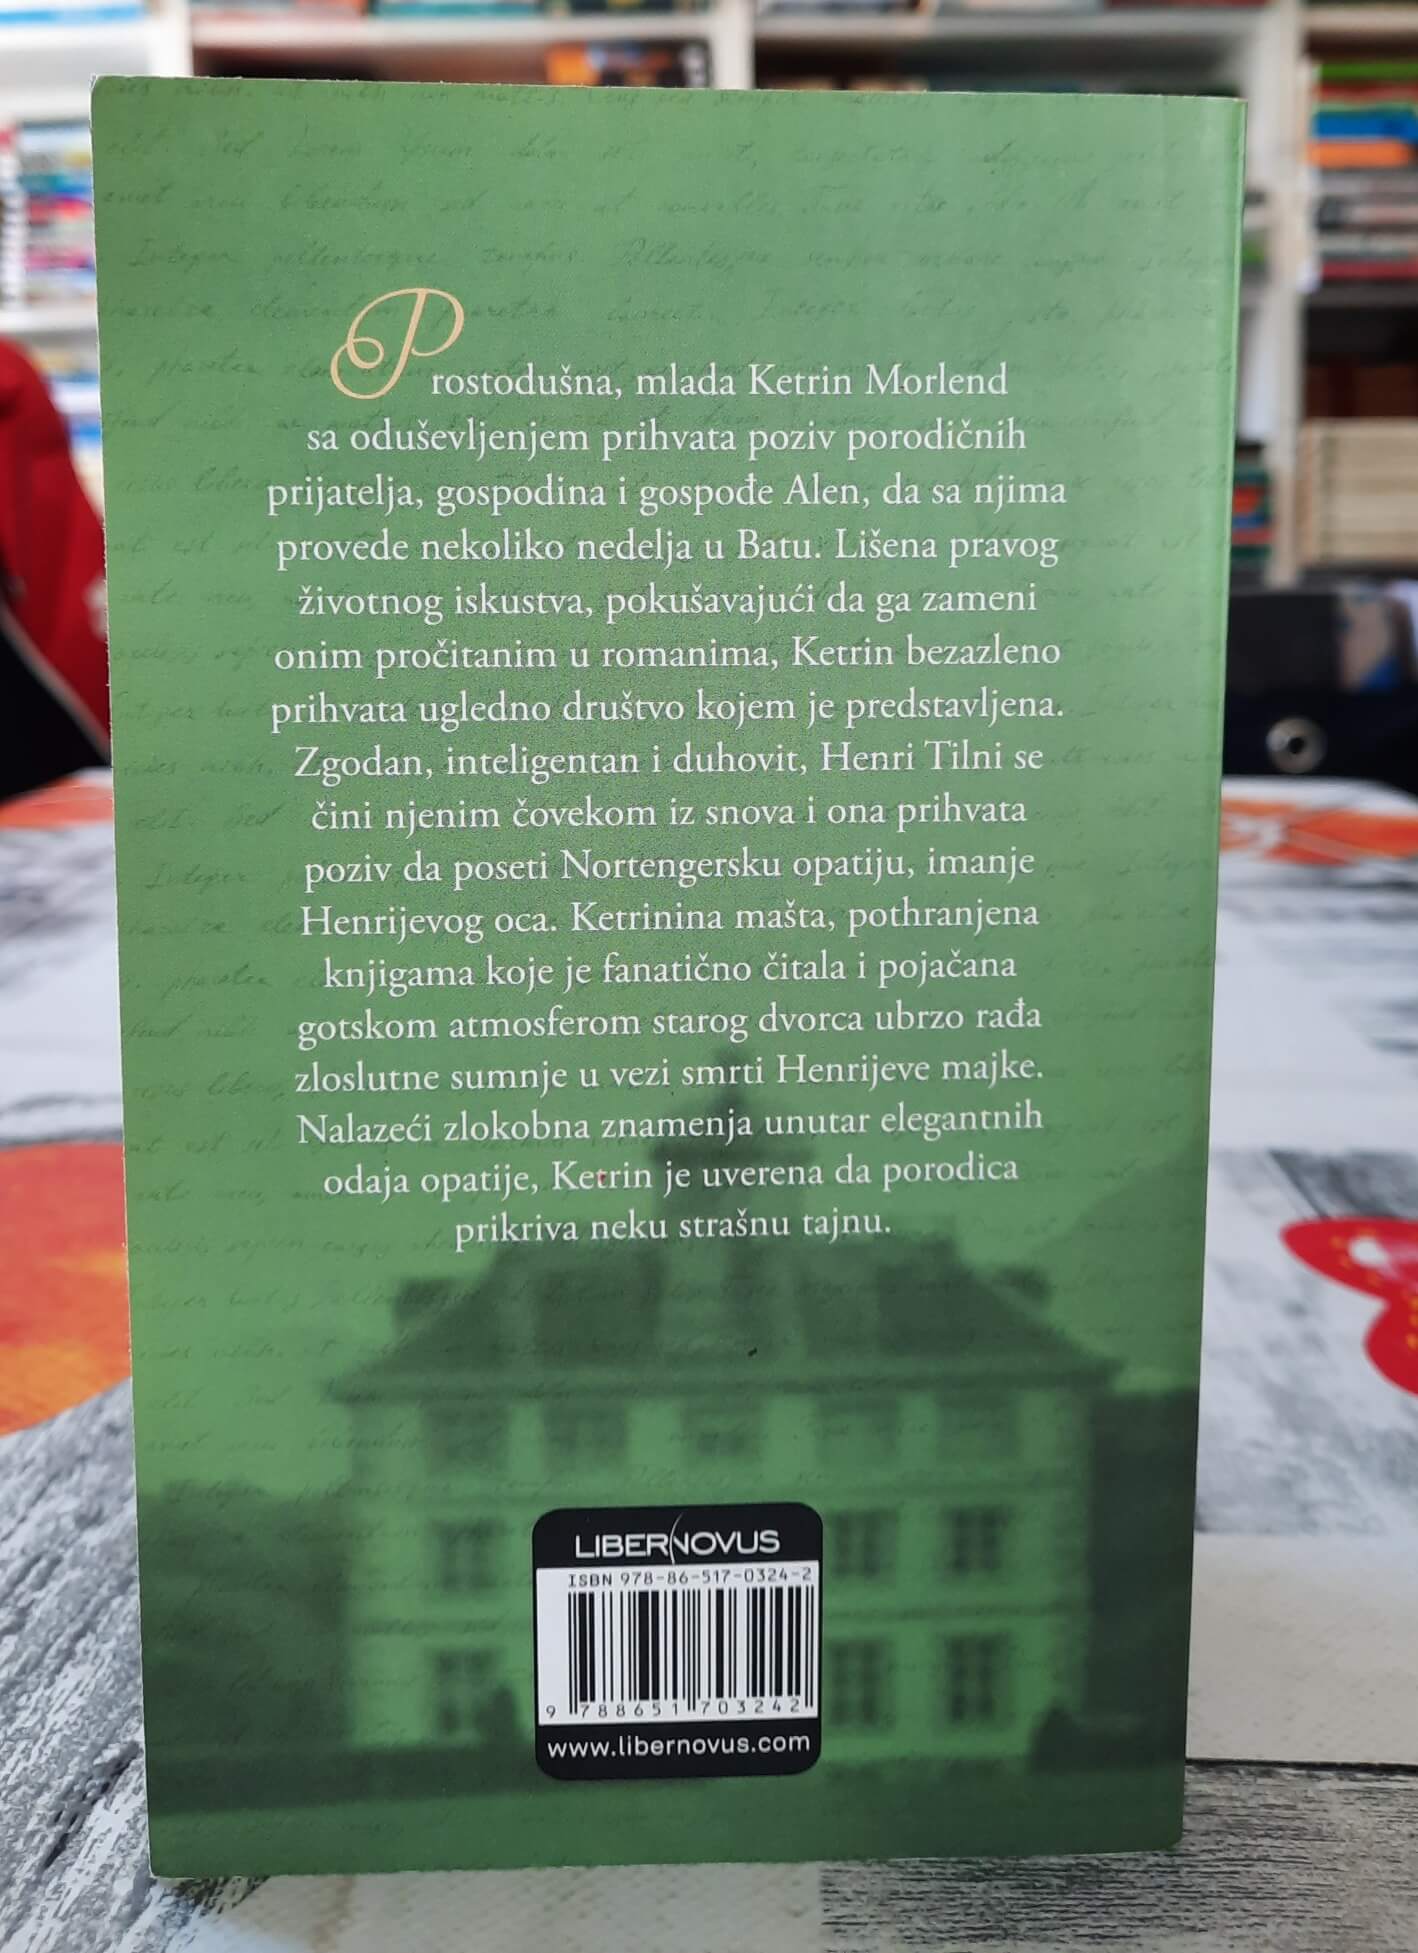 Prostodušna, mlada Ketrin Morlend
sa oduševljenjem prihvata poziv porodičnih
prijatelja, gospodina i gospođe Alen, da sa njima
provede nekoliko nedelja u Batu. Lišena pravog
životnog iskustva, pokušavajući da ga zameni
onim pročitanim u romanima, Ketrin bezazleno
prihvata ugledno društvo kojem je predstavljena.
Zgodan, inteligentan i duhovit, Henri Tilni se
čini njenim čovekom iz snova i ona prihvata
poziv da poseti Nortengersku opatiju, imanje
Henrijevog oca. Ketrinina mašta, pothranjena
knjigama koje je fanatično čitala i pojačana
gotskom atmosferom starog dvorca ubrzo rađa
zloslutne sumnje u vezi smrti Henrijeve majke.
Nalazeći zlokobna znamenja unutar elegantnih
odaja opatije, Ketrin je uverena da porodica
prikriva neku strašnu tajnu.
LIBERNOVUS
ISBN 978-86-517-0324-2
9 788651 703242
www.libernovus.com